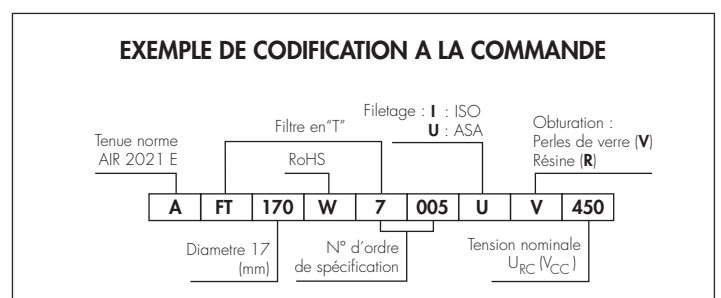 EXEMPLE DE CODIFICATION A LA COMMANDE
Tenue norme
AIR 2021 E
Filtre en"T"
RoHS
Filetage : I : ISO
U : ASA
Obturation :
Perles de verre (V)
Résine (R)
A FT 170 W 7 005 U V 450
Diametre 17
(mm)
N° d'ordre
de spécification
Tension nominale
URC (VCC)